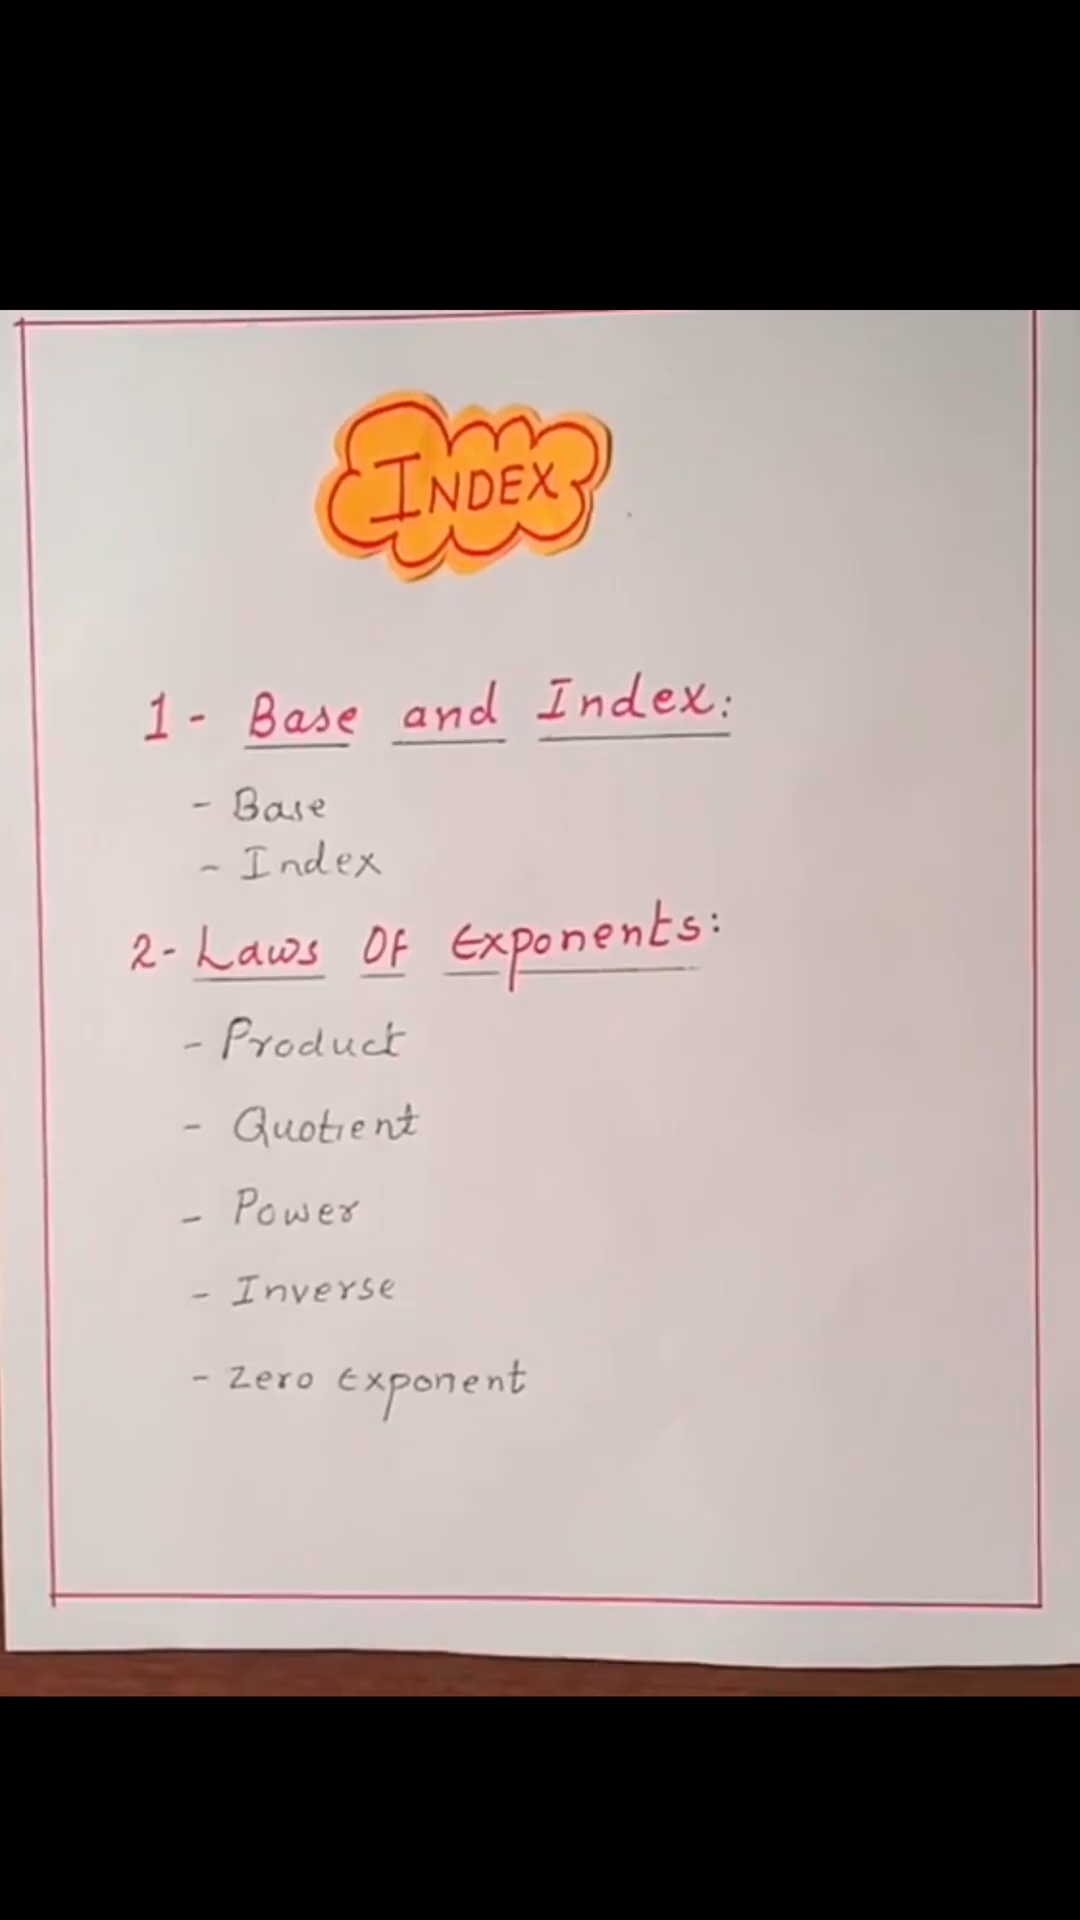 INDEX
1- Base and Index:
- Base
- Index
2- Laws Of Exponents:
- Product
- Quotient
- Power
- Inverse
- Zero Exponent